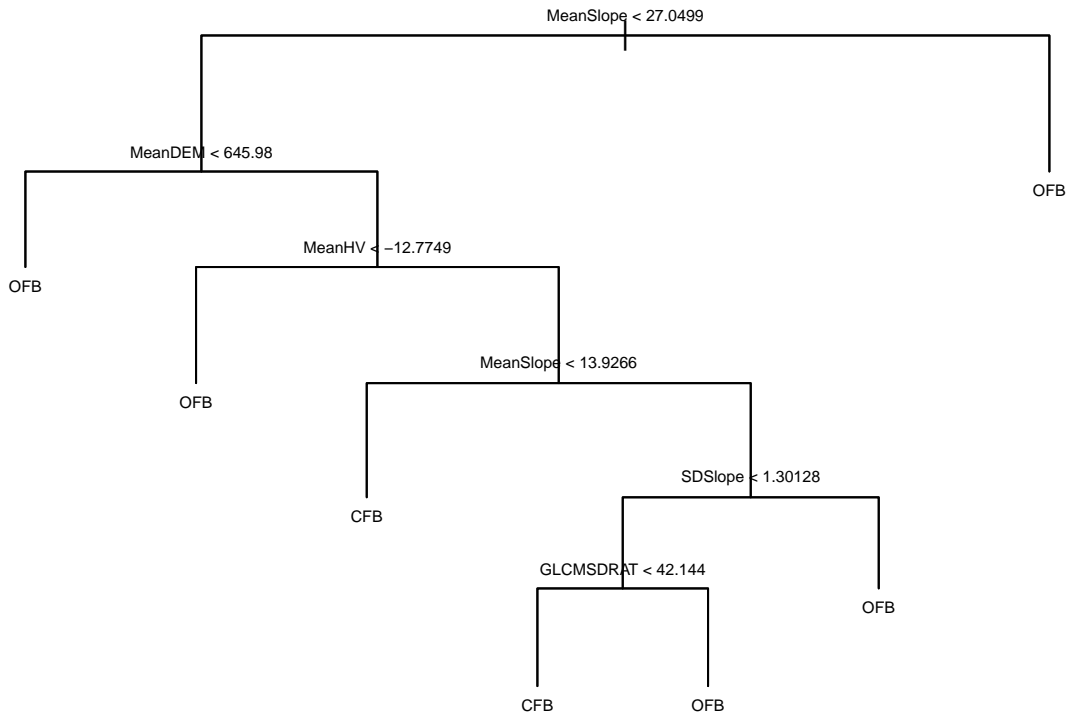 MeanSlope < 27.0499
MeanDEM < 645.98
OFB
MeanHV < −12.7749
OFB
MeanSlope < 13.9266
OFB
SDSlope < 1.30128
CFB
GLCMSDRAT < 42.144
OFB
CFB
OFB